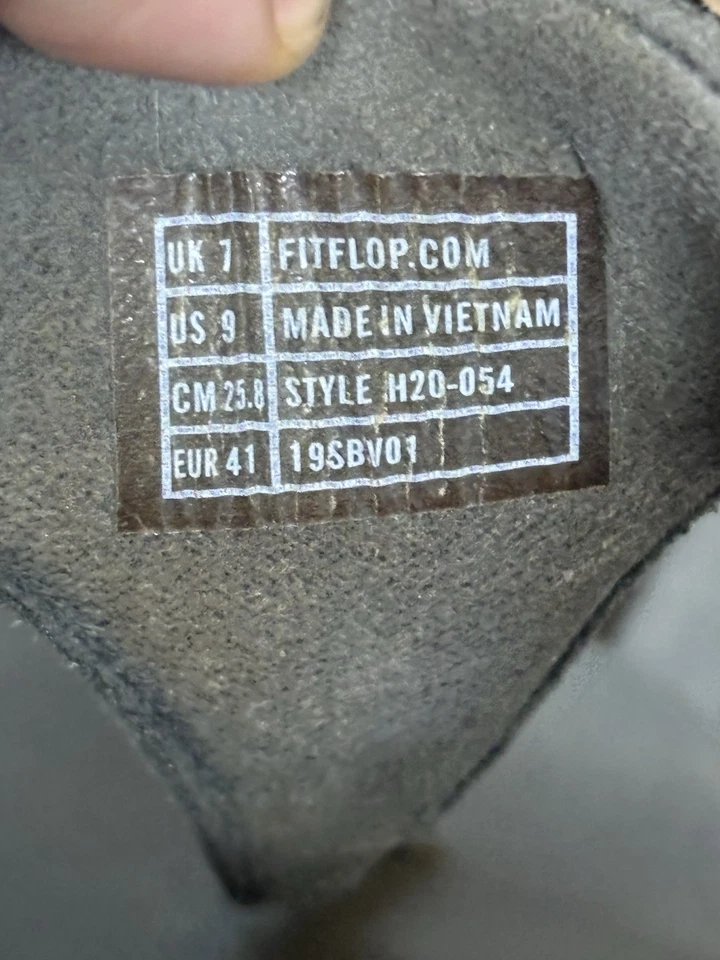 UK 7 FITFLOP.COM
US 9 MADE IN VIETNAM
CM 25.8 STYLE H20-054
EUR 41 19SBV01